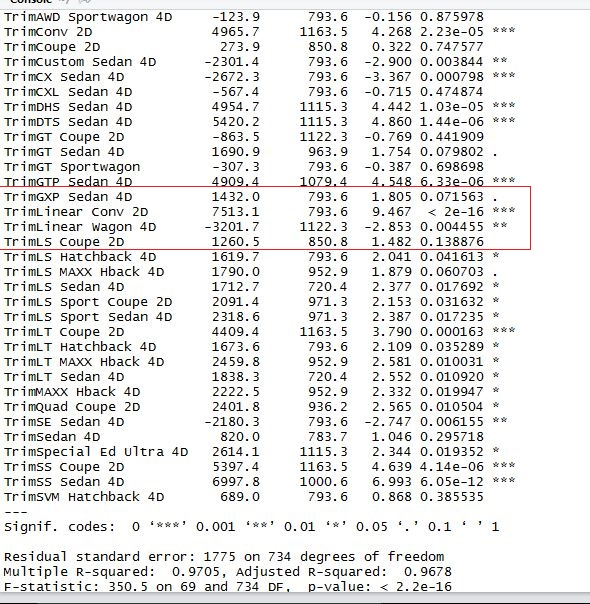 Console
TrimAWD Sportwagon 4D -123.9 793.6 -0.156 0.875978
TrimConv 2D 4965.7 1163.5 4.268 2.23e-05 ***
TrimCoupe 2D 273.9 850.8 0.322 0.747577
TrimCustom Sedan 4D -2301.4 793.6 -2.900 0.003844 **
TrimCX Sedan 4D -2672.3 793.6 -3.367 0.000798 ***
TrimCXL Sedan 4D -567.4 793.6 -0.715 0.474874
TrimDHS Sedan 4D 4954.7 1115.3 4.442 1.03e-05 ***
TrimDTS Sedan 4D 5420.2 1115.3 4.860 1.44e-06 ***
TrimGT Coupe 2D -863.5 1122.3 -0.769 0.441909
TrimGT Sedan 4D 1690.9 963.9 1.754 0.079802 .
TrimGT Sportwagon -307.3 793.6 -0.387 0.698698
TrimGTP Sedan 4D 4909.4 1079.4 4.548 6.33e-06 ***
TrimGXP Sedan 4D 1432.0 793.6 1.805 0.071563 .
TrimLinear Conv 2D 7513.1 793.6 9.467 < 2e-16 ***
TrimLinear Wagon 4D -3201.7 1122.3 -2.853 0.004455 **
TrimLS Coupe 2D 1260.5 850.8 1.482 0.138876
TrimLS Hatchback 4D 1619.7 793.6 2.041 0.041613 *
TrimLS MAXX Hback 4D 1790.0 952.9 1.879 0.060703 .
TrimLS Sedan 4D 1712.7 720.4 2.377 0.017692 *
TrimLS Sport Coupe 2D 2091.4 971.3 2.153 0.031632 *
TrimLS Sport Sedan 4D 2318.6 971.3 2.387 0.017235 *
TrimLT Coupe 2D 4409.4 1163.5 3.790 0.000163 ***
TrimLT Hatchback 4D 1673.6 793.6 2.109 0.035289 *
TrimLT MAXX Hback 4D 2459.8 952.9 2.581 0.010031 *
TrimLT Sedan 4D 1838.3 720.4 2.552 0.010920 *
TrimMAXX Hback 4D 2222.5 952.9 2.332 0.019947 *
TrimQuad Coupe 2D 2401.8 936.2 2.565 0.010504 *
TrimSE Sedan 4D -2180.3 793.6 -2.747 0.006155 **
TrimSedan 4D 820.0 783.7 1.046 0.295718
TrimSpecial Ed Ultra 4D 2614.1 1115.3 2.344 0.019352 *
TrimSS Coupe 2D 5397.4 1163.5 4.639 4.14e-06 ***
TrimSS Sedan 4D 6997.8 1000.6 6.993 6.05e-12 ***
TrimSVM Hatchback 4D 689.0 793.6 0.868 0.385535
---
Signif. codes: 0 ‘***’ 0.001 ‘**’ 0.01 ‘*’ 0.05 ‘.’ 0.1 ‘ ’ 1
Residual standard error: 1775 on 734 degrees of freedom
Multiple R-squared: 0.9705, Adjusted R-squared: 0.9678
F-statistic: 350.5 on 69 and 734 DF, p-value: < 2.2e-16